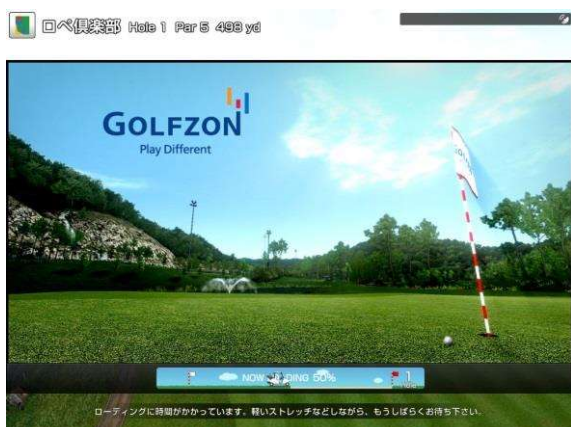 ロペ倶楽部 Hole 1 Par 5 498 yd
GOLFZON
Play Different
NOW LOADING 50%
1
ローディングに時間がかかっています。軽いストレッチなどしながら、もうしばらくお待ち下さい。